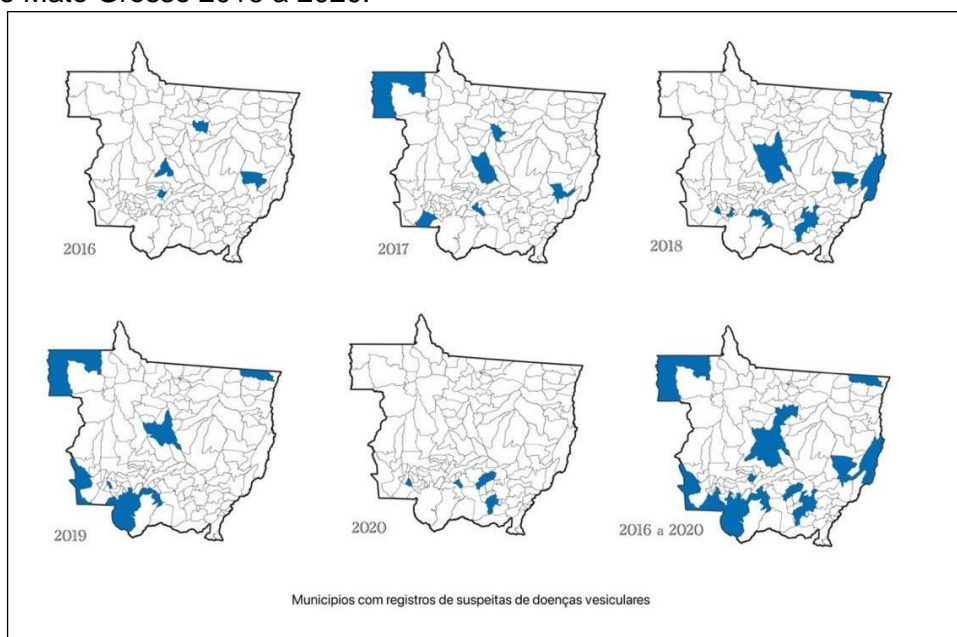 Mato Grosso 2016 a 2020.
2016
2017
2018
2019
2020
2016 a 2020
Municipios com registros de suspeitas de doenças vesiculares